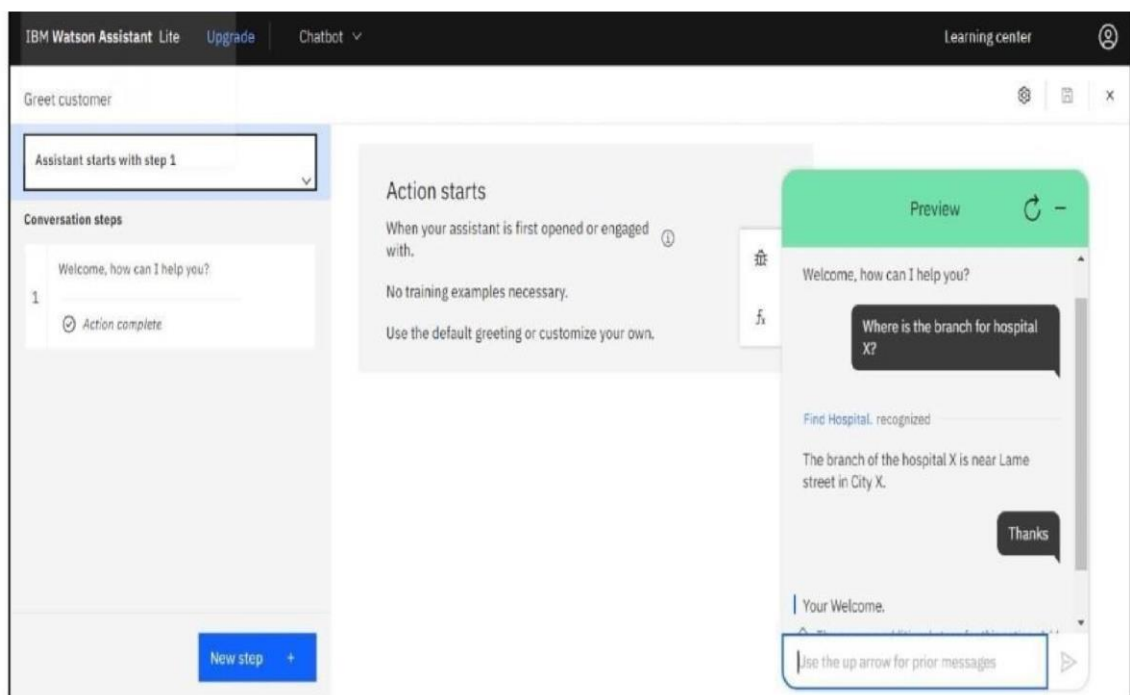 IBM Watson Assistant Lite Upgrade Chatbot Learning center
Greet customer
Assistant starts with step 1
Conversation steps
1
Welcome, how can I help you?
Action complete
New step +
Action starts
When your assistant is first opened or engaged
with.
No training examples necessary.
Use the default greeting or customize your own.
fx
Preview
Welcome, how can I help you?
Where is the branch for hospital
X?
Find Hospital. recognized
The branch of the hospital X is near Lame
street in City X.
Thanks
Your Welcome.
Use the up arrow for prior messages